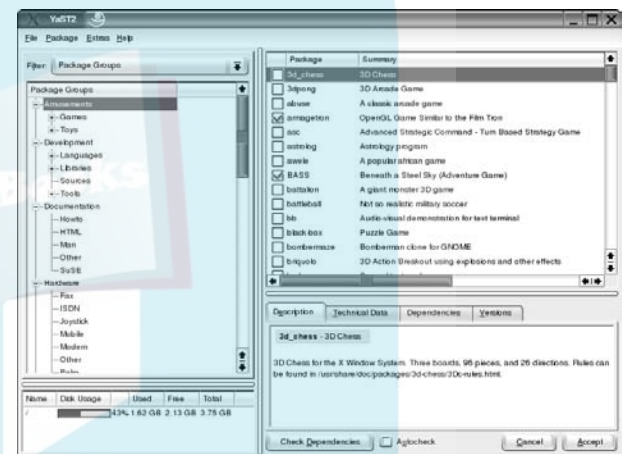 YaST2
File Package Extras Help
Filter: Package Groups
Package Groups
Amusements
Games
Toys
Development
Languages
Libraries
Sources
Tools
Documentation
Howto
HTML
Man
Other
SuSE
Hardware
Fax
ISDN
Joystick
Mobile
Modem
Other
Name Disk Usage Used Free Total
/ 43% 1.62 GB 2.13 GB 3.75 GB
Package Summary
3d_chess 3D Chess
3dpong 3D Arcade Game
abuse A classic arcade game
armagetron OpenGL Game Similar to the Film Tron
asc Advanced Strategic Command - Turn Based Strategy Game
astrolog Astrology program
awele A popular african game
BASS Beneath a Steel Sky (Adventure Game)
battalion A giant monster 3D game
battleball Not so realistic military soccer
bb Audio-visual demonstration for text terminal
blackbox Puzzle Game
bombermaze Bomberman clone for GNOME
briquolo 3D Action Breakout using explosions and other effects
Description Technical Data Dependencies Versions
3d_chess - 3D Chess
3D Chess for the X Window System. Three boards, 96 pieces, and 26 directions. Rules can
be found in /usr/share/doc/packages/3d-chess/3Dc-rules.html.
Check Dependencies Autocheck Cancel Accept